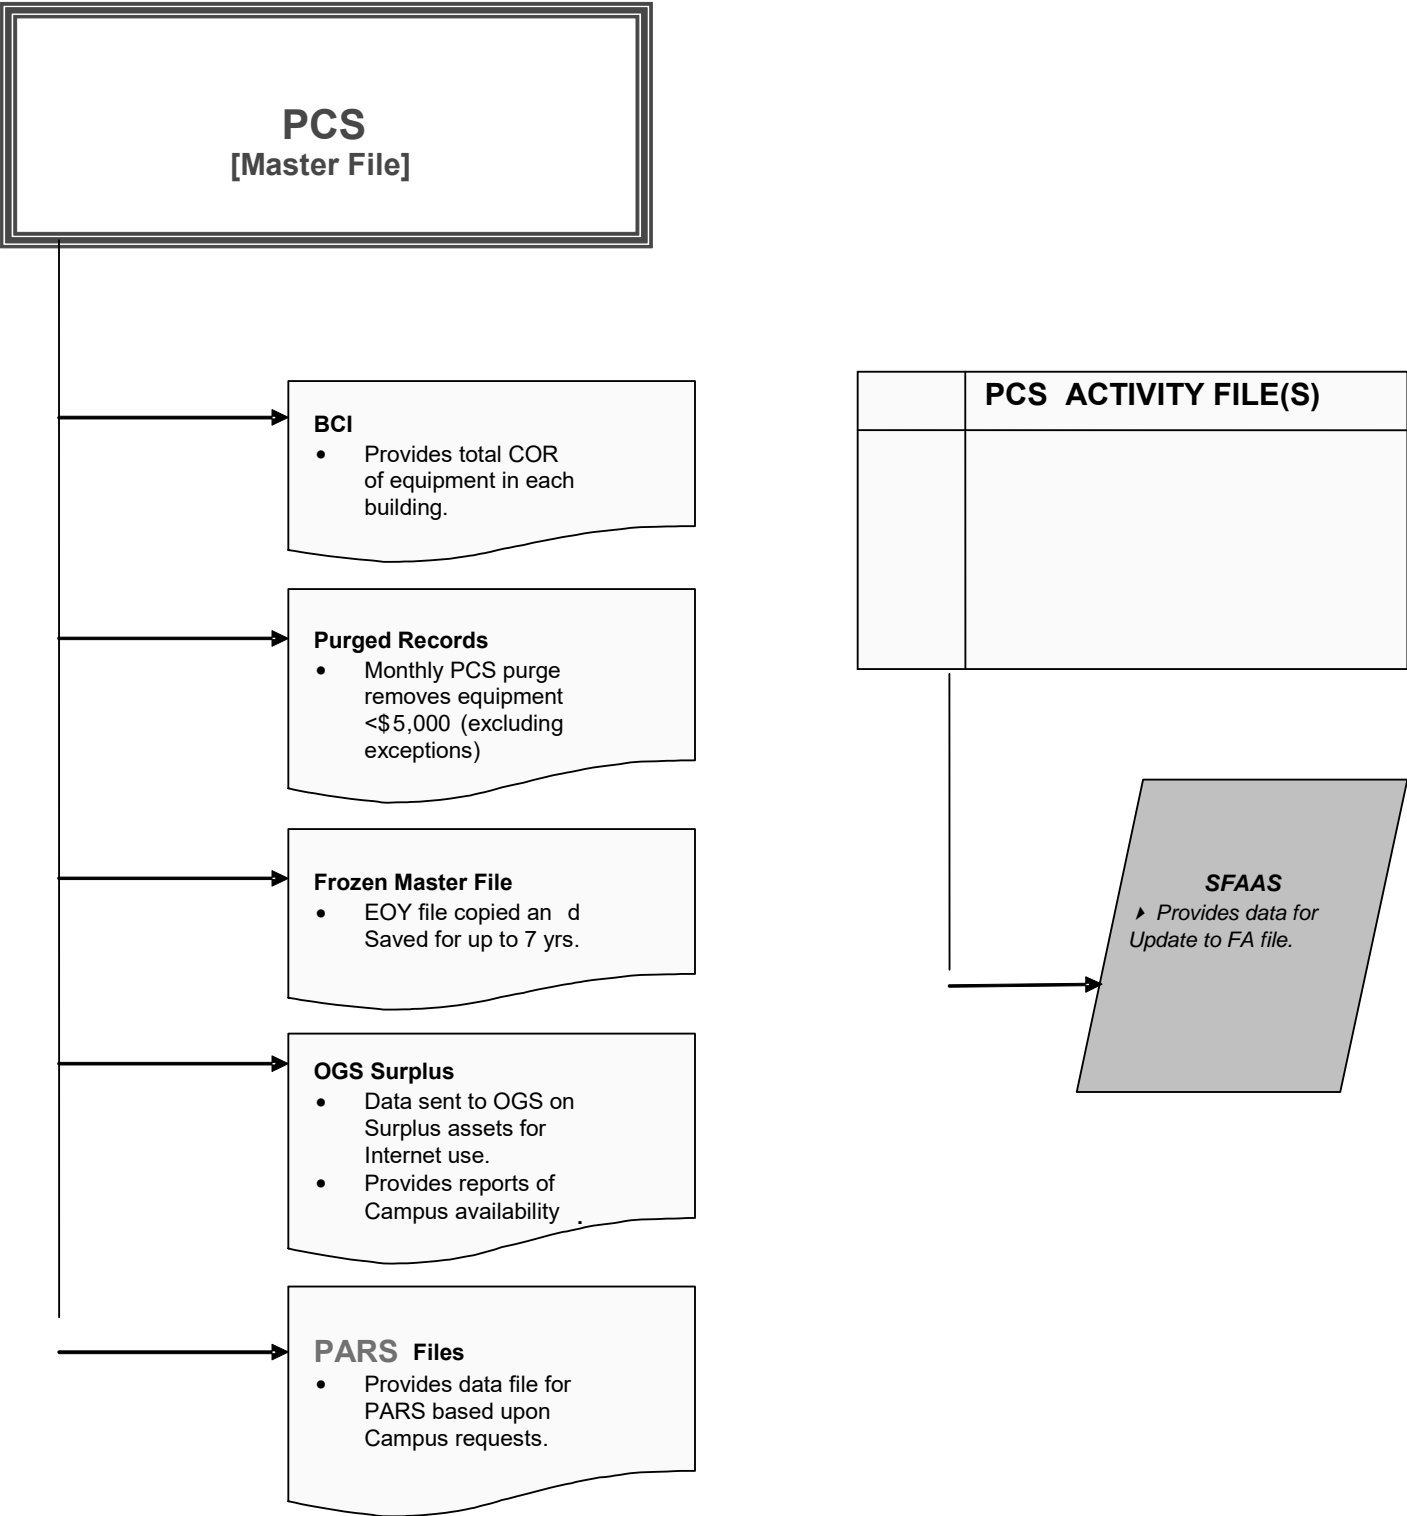 PCS
[Master File]
BCI
• Provides total COR
of equipment in each
building.
Purged Records
• Monthly PCS purge
removes equipment
<$5,000 (excluding
exceptions)
Frozen Master File
• EOY file copied an d
Saved for up to 7 yrs.
OGS Surplus
• Data sent to OGS on
Surplus assets for
Internet use.
• Provides reports of
Campus availability .
PARS Files
• Provides data file for
PARS based upon
Campus requests.
PCS ACTIVITY FILE(S)
SFAAS
Provides data for
Update to FA file.